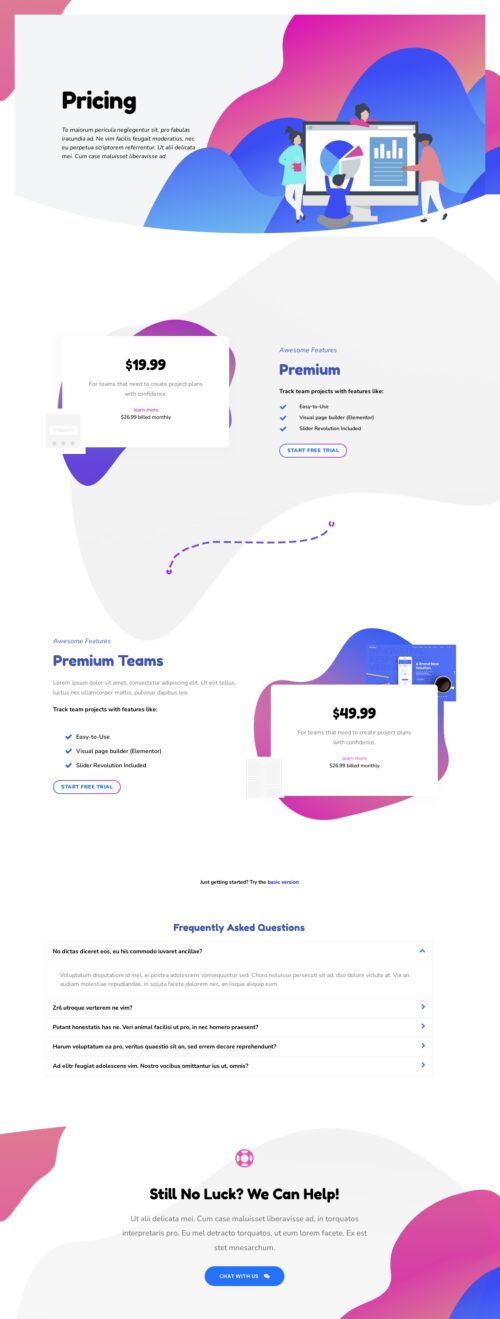 Pricing
Te maiorum pericula neglegentur sit, pro fabulas
iracundia ad. Ne vim facilis feugait moderatius, nec
eu perpetua scriptorem referrentur. Ut alii delicata
mei. Cum case maluisset liberavisse ad.
$19.99
For teams that need to create project plans
with confidence.
learn more
$26.99 billed monthly
Awesome Features
Premium
Track team projects with features like:
Easy-to-Use
Visual page builder (Elementor)
Slider Revolution Included
START FREE TRIAL
Awesome Features
Premium Teams
Lorem ipsum dolor sit amet, consectetur adipiscing elit. Ut elit tellus,
luctus nec ullamcorper mattis, pulvinar dapibus leo.
Track team projects with features like:
Easy-to-Use
Visual page builder (Elementor)
Slider Revolution Included
START FREE TRIAL
A Brand New
Solution.
$49.99
For teams that need to create project plans
with confidence.
learn more
$26.99 billed monthly
Just getting started? Try the basic version
Frequently Asked Questions
No dictas diceret eos, eu his commodo iuvaret ancillae?
Voluptatum disputationi id mel, ei postea adolescens consequuntur sed. Choro noluisse persecuti sit ad, duo dolore virtute at. Vix an
audiam molestiae repudiandae, in soluta facete dolorem nec, an iisque aliquip eum.
Zril utroque verterem ne vim?
Putant honestatis has ne. Veri animal facilisi ut pro, in nec homero praesent?
Harum voluptatum ea pro, veritus quaestio sit an, sed errem decore reprehendunt?
Ad elitr feugiat adolescens vim. Nostro vocibus omittantur ius ut, omnis?
Still No Luck? We Can Help!
Ut alii delicata mei. Cum case maluisset liberavisse ad, in torquatos
interpretaris pro. Eu mel detracto torquatos, ut eum lorem facete. Ex est
stet mnesarchum.
CHAT WITH US